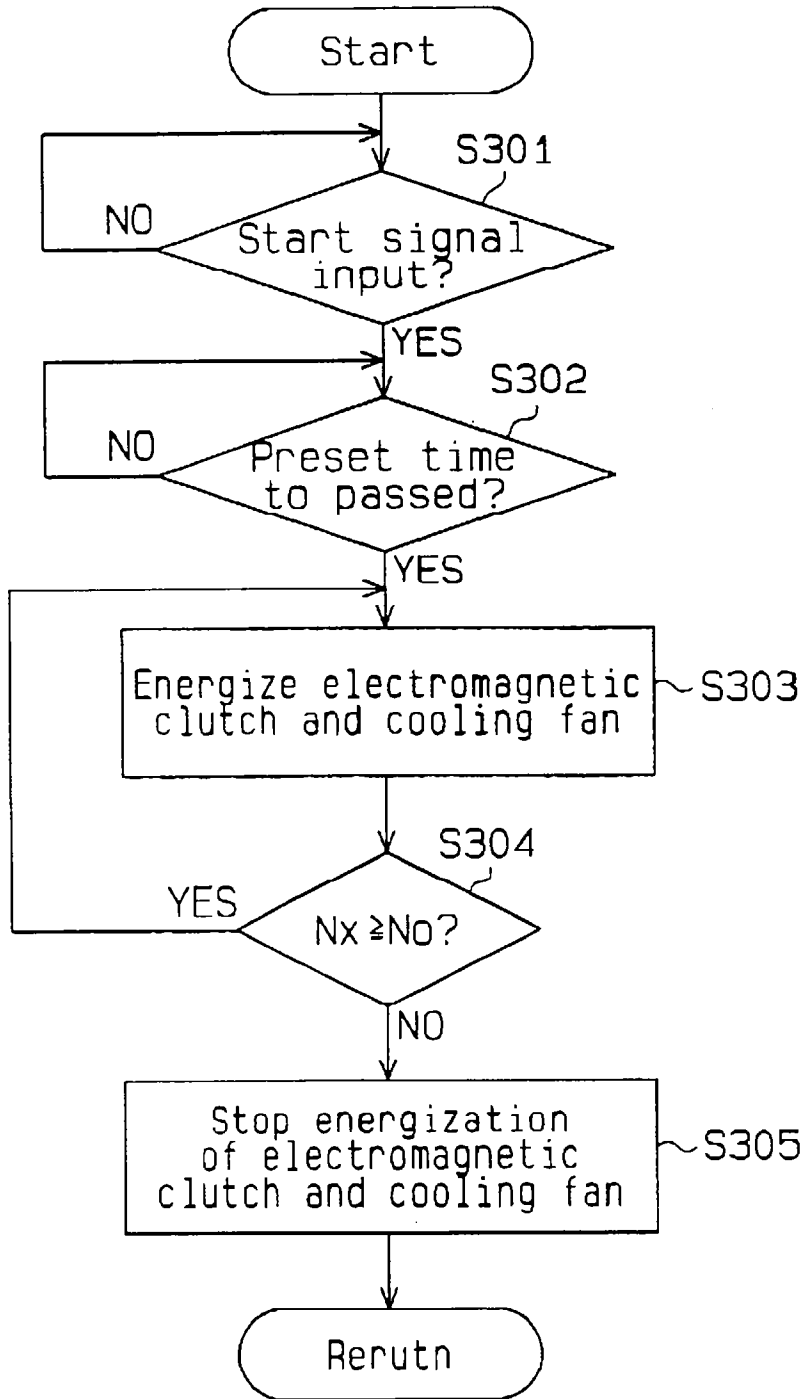 Start
S301
NO
Start signal
input?
YES
S302
NO
Preset time
to passed?
YES
Energize electromagnetic
clutch and cooling fan
S303
S304
YES
Nx ≧No?
NO
Stop energization
of electromagnetic
clutch and cooling fan
S305
Rerutn